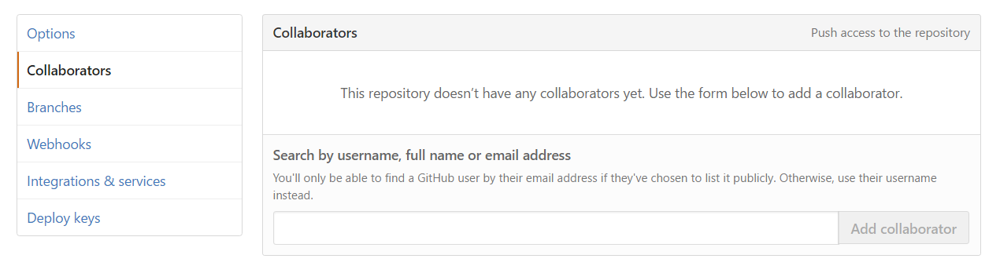 Options
Collaborators
Branches
Webhooks
Integrations & services
Deploy keys
Collaborators
Push access to the repository
This repository doesn’t have any collaborators yet. Use the form below to add a collaborator.
Search by username, full name or email address
You'll only be able to find a GitHub user by their email address if they've chosen to list it publicly. Otherwise, use their username
instead.
Add collaborator